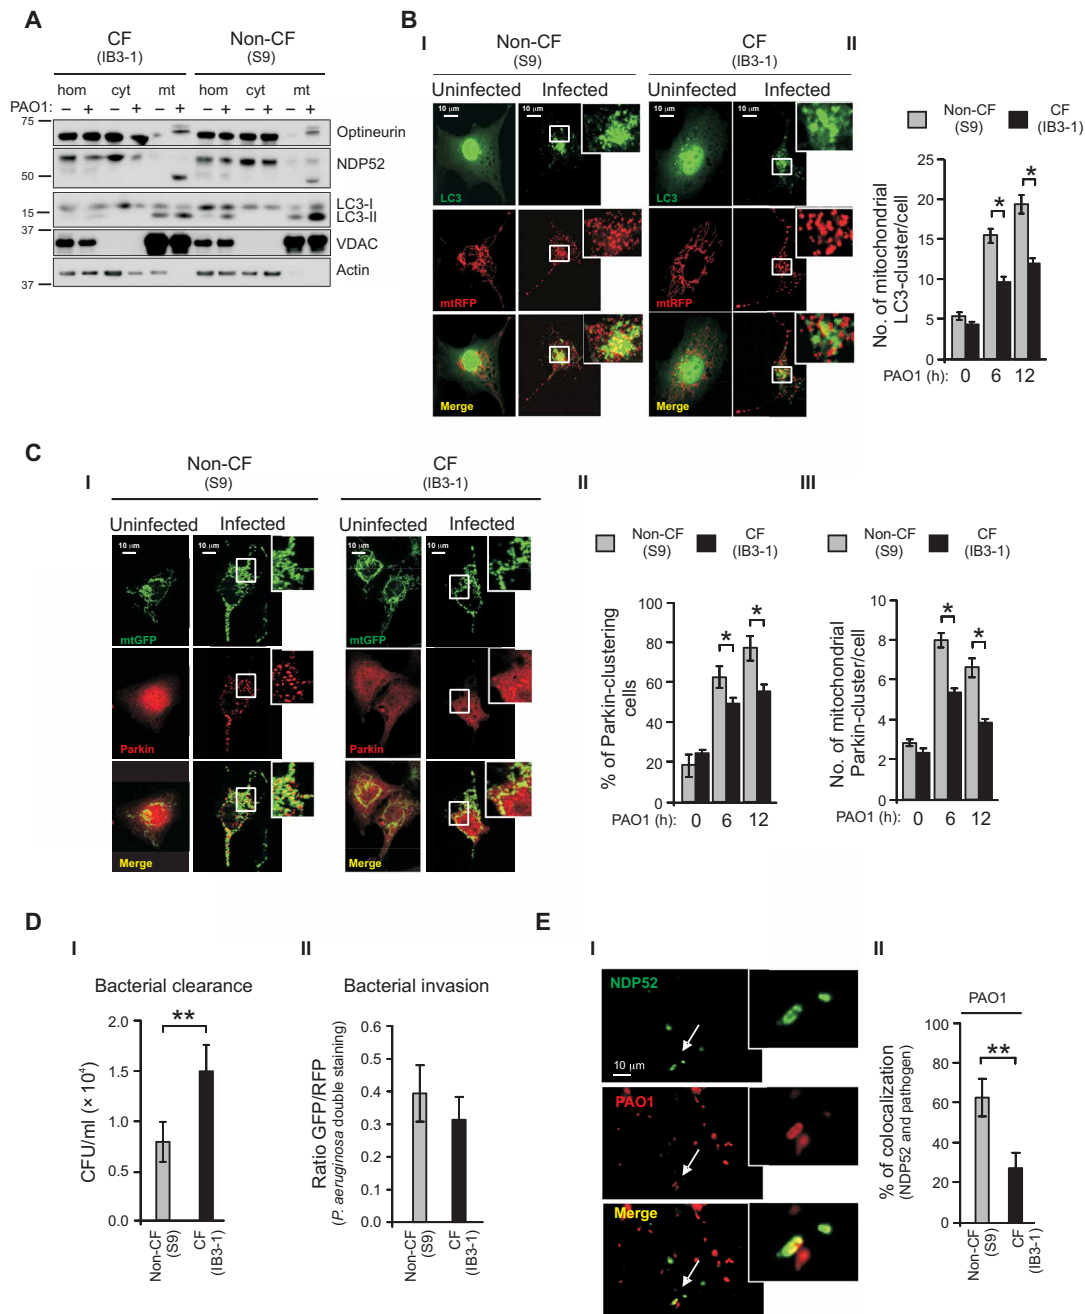 A
CF
(IB3-1)
Non-CF
(S9)
hom cyt mt hom cyt mt
PAO1: – + – + – + – + – + – +
75
Optineurin
NDP52
50
LC3-I
15
LC3-II
37
VDAC
Actin
37
B
I
Non-CF
(S9)
CF
(IB3-1)
Uninfected Infected Uninfected Infected
10 μm 10 μm 10 μm 10 μm
LC3 LC3
mtRFP mtRFP
Merge Merge
II
Non-CF
(S9)
CF
(IB3-1)
No. of mitochondrial
LC3-cluster/cell
25
20
15
10
5
0
* *
PAO1 (h): 0 6 12
C
I
Non-CF
(S9)
CF
(IB3-1)
Uninfected Infected Uninfected Infected
10 μm 10 μm 10 μm 10 μm
mtGFP mtGFP
Parkin Parkin
Merge Merge
II
Non-CF
(S9)
CF
(IB3-1)
% of Parkin-clustering
cells
100
80
60
40
20
0
* *
PAO1 (h): 0 6 12
III
Non-CF
(S9)
CF
(IB3-1)
No. of mitochondrial
Parkin-cluster/cell
10
8
6
4
2
0
* *
PAO1 (h): 0 6 12
D
I
Bacterial clearance
CFU/ml (× 10⁴)
2.0
1.5
1.0
0.5
0.0
**
Non-CF
(S9)
CF
(IB3-1)
II
Bacterial invasion
Ratio GFP/RFP
(P. aeruginosa double staining)
0.6
0.5
0.4
0.3
0.2
0.1
0.0
Non-CF
(S9)
CF
(IB3-1)
E
I
NDP52
10 μm
PAO1
Merge
II
PAO1
% of colocalization
(NDP52 and pathogen)
100
80
60
40
20
0
**
Non-CF
(S9)
CF
(IB3-1)